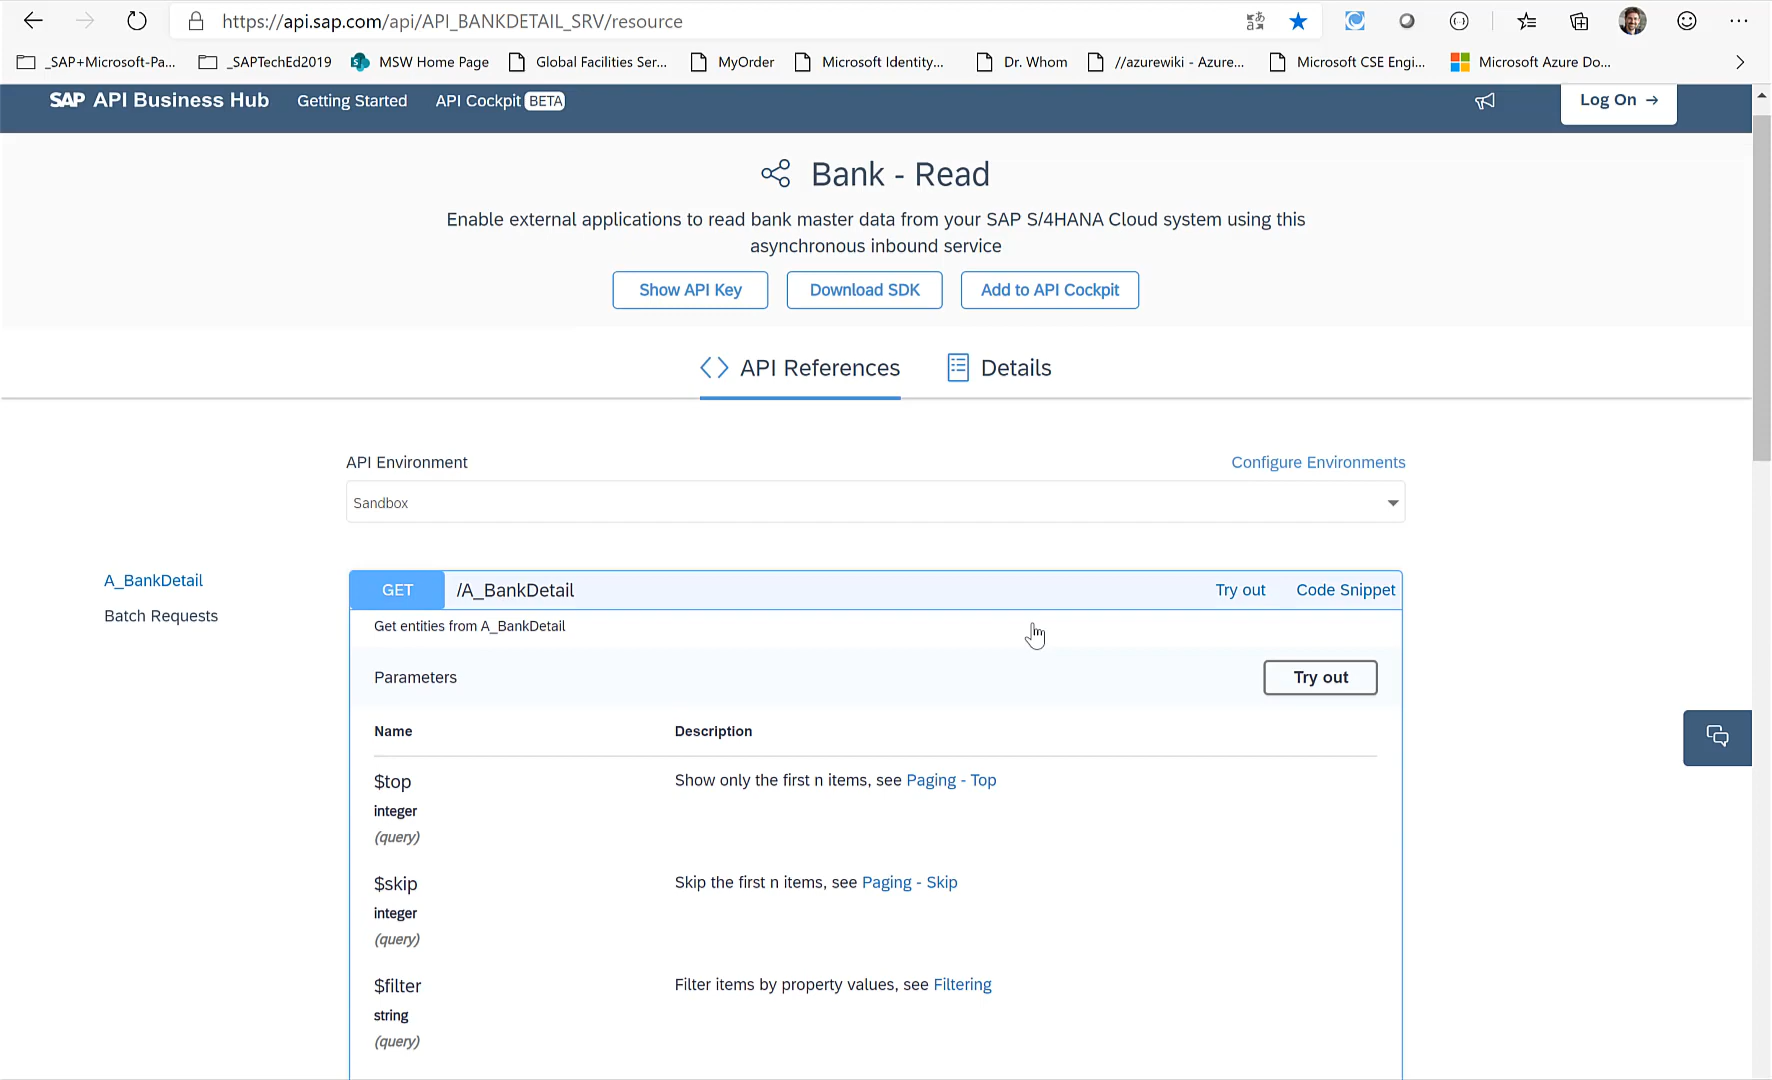 https://api.sap.com/api/API_BANKDETAIL_SRV/resource
_SAP+Microsoft-Pa... _SAPTechEd2019 MSW Home Page Global Facilities Ser... MyOrder Microsoft Identity... Dr. Whom //azurewiki - Azure... Microsoft CSE Engi... Microsoft Azure Do...
SAP API Business Hub Getting Started API Cockpit BETA Log On →
Bank - Read
Enable external applications to read bank master data from your SAP S/4HANA Cloud system using this
asynchronous inbound service
Show API Key Download SDK Add to API Cockpit
<> API References Details
API Environment Configure Environments
Sandbox
A_BankDetail
Batch Requests
GET /A_BankDetail Try out Code Snippet
Get entities from A_BankDetail
Parameters Try out
Name Description
$top Show only the first n items, see Paging - Top
integer
(query)
$skip Skip the first n items, see Paging - Skip
integer
(query)
$filter Filter items by property values, see Filtering
string
(query)